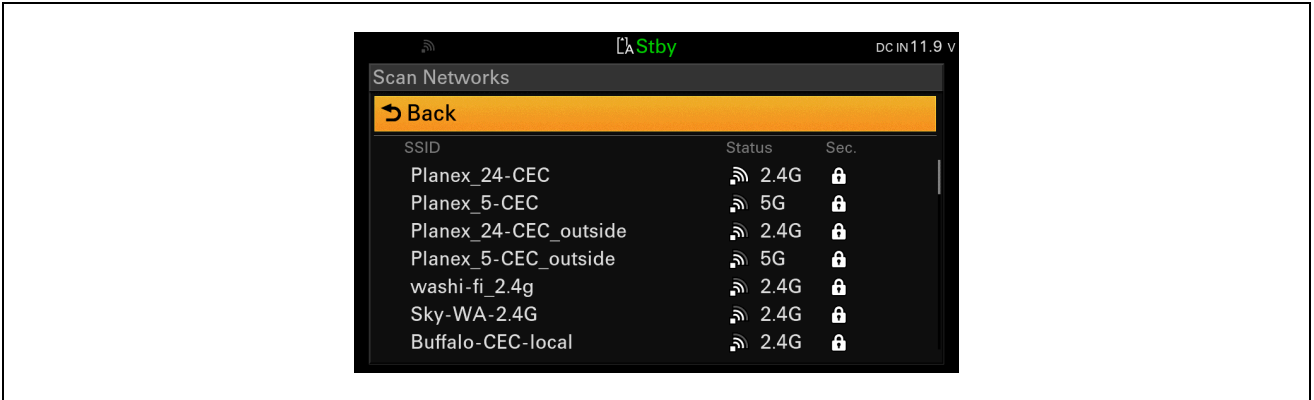 A Stby DC IN 11.9 V
Scan Networks
Back
SSID Status Sec.
Planex_24-CEC 2.4G
Planex_5-CEC 5G
Planex_24-CEC_outside 2.4G
Planex_5-CEC_outside 5G
washi-fi_2.4g 2.4G
Sky-WA-2.4G 2.4G
Buffalo-CEC-local 2.4G